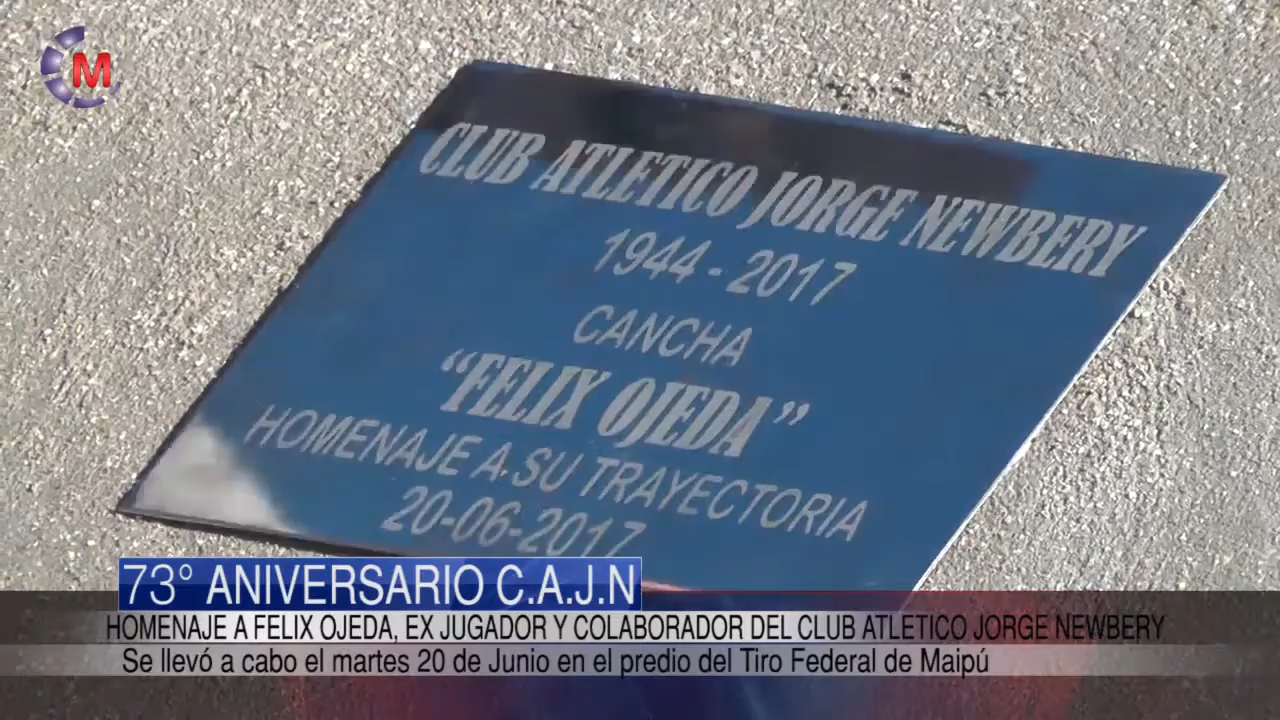 M
CLUB ATLETICO JORGE NEWBERY
1944 - 2017
CANCHA
“FELIX OJEDA”
HOMENAJE A SU TRAYECTORIA
20-06-2017
73° ANIVERSARIO C.A.J.N
HOMENAJE A FELIX OJEDA, EX JUGADOR Y COLABORADOR DEL CLUB ATLETICO JORGE NEWBERY
Se llevó a cabo el martes 20 de Junio en el predio del Tiro Federal de Maipú